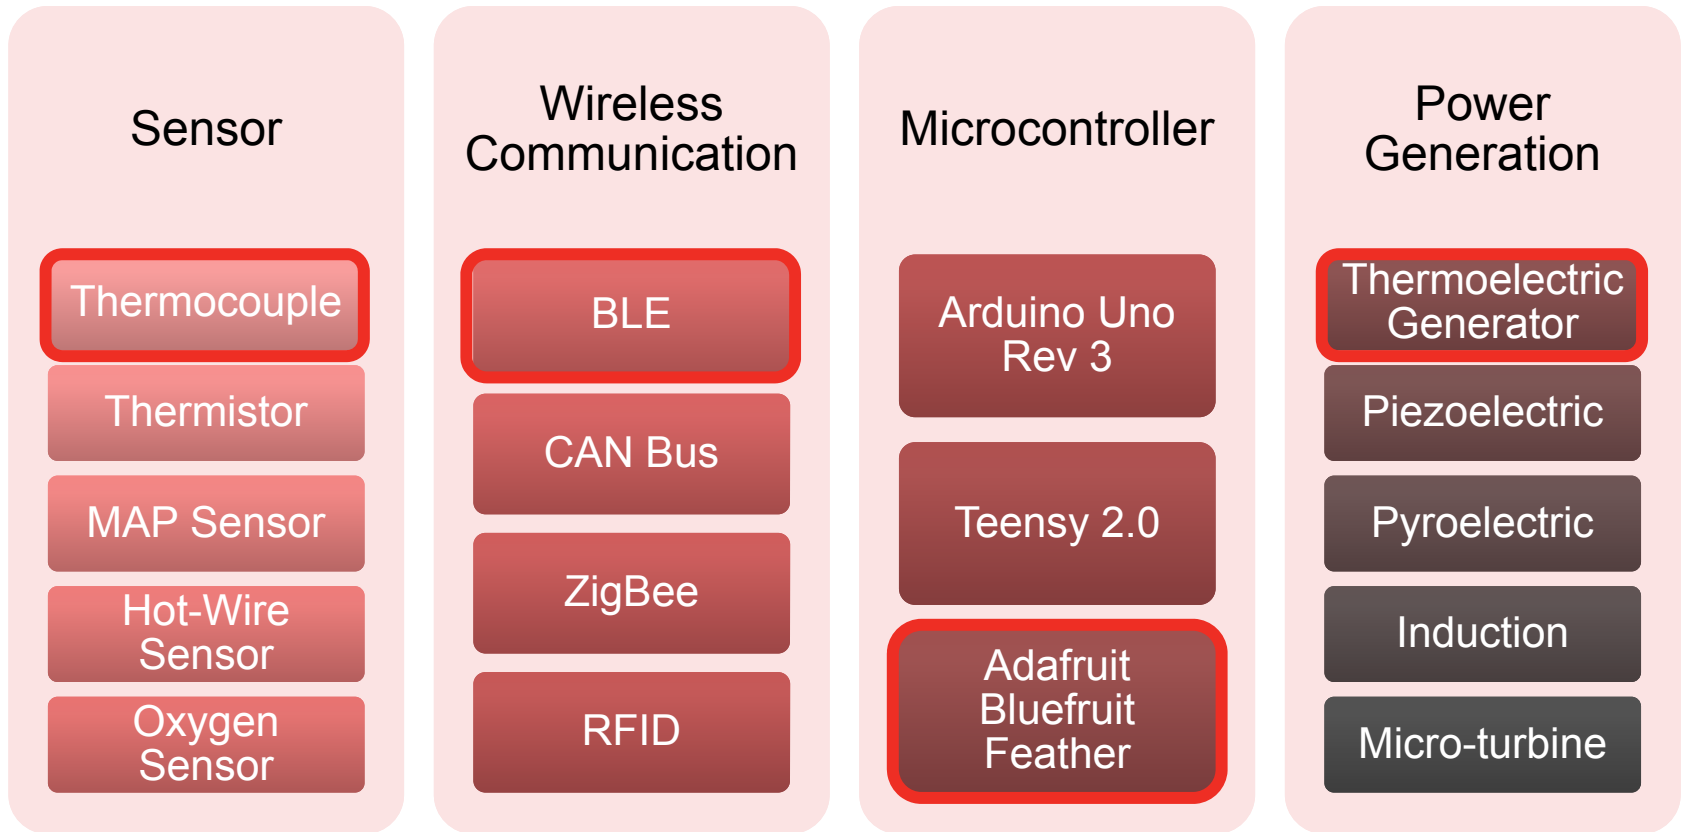 Sensor
Thermocouple
Thermistor
MAP Sensor
Hot-Wire
Sensor
Oxygen
Sensor
Wireless
Communication
BLE
CAN Bus
ZigBee
RFID
Microcontroller
Arduino Uno
Rev 3
Teensy 2.0
Adafruit
Bluefruit
Feather
Power
Generation
Thermoelectric
Generator
Piezoelectric
Pyroelectric
Induction
Micro-turbine